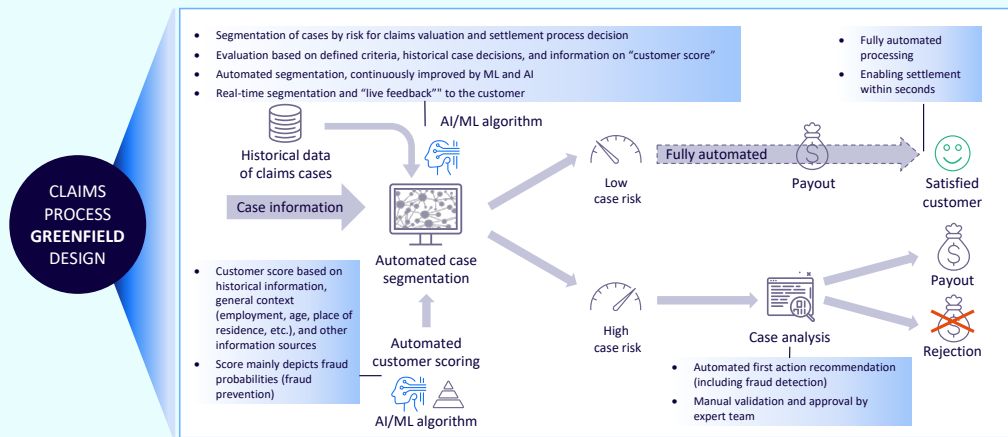 CLAIMS
PROCESS
GREENFIELD
DESIGN
• Segmentation of cases by risk for claims valuation and settlement process decision
• Evaluation based on defined criteria, historical case decisions, and information on “customer score”
• Automated segmentation, continuously improved by ML and AI
• Real-time segmentation and “live feedback”" to the customer
• Fully automated
processing
• Enabling settlement
within seconds
AI/ML algorithm
Historical data
of claims cases
Case information
Automated case
segmentation
Low
case risk
Fully automated
Payout
Satisfied
customer
• Customer score based on
historical information,
general context
(employment, age, place of
residence, etc.), and other
information sources
• Score mainly depicts fraud
probabilities (fraud
prevention)
Automated
customer scoring
AI/ML algorithm
High
case risk
Case analysis
Payout
Rejection
• Automated first action recommendation
(including fraud detection)
• Manual validation and approval by
expert team